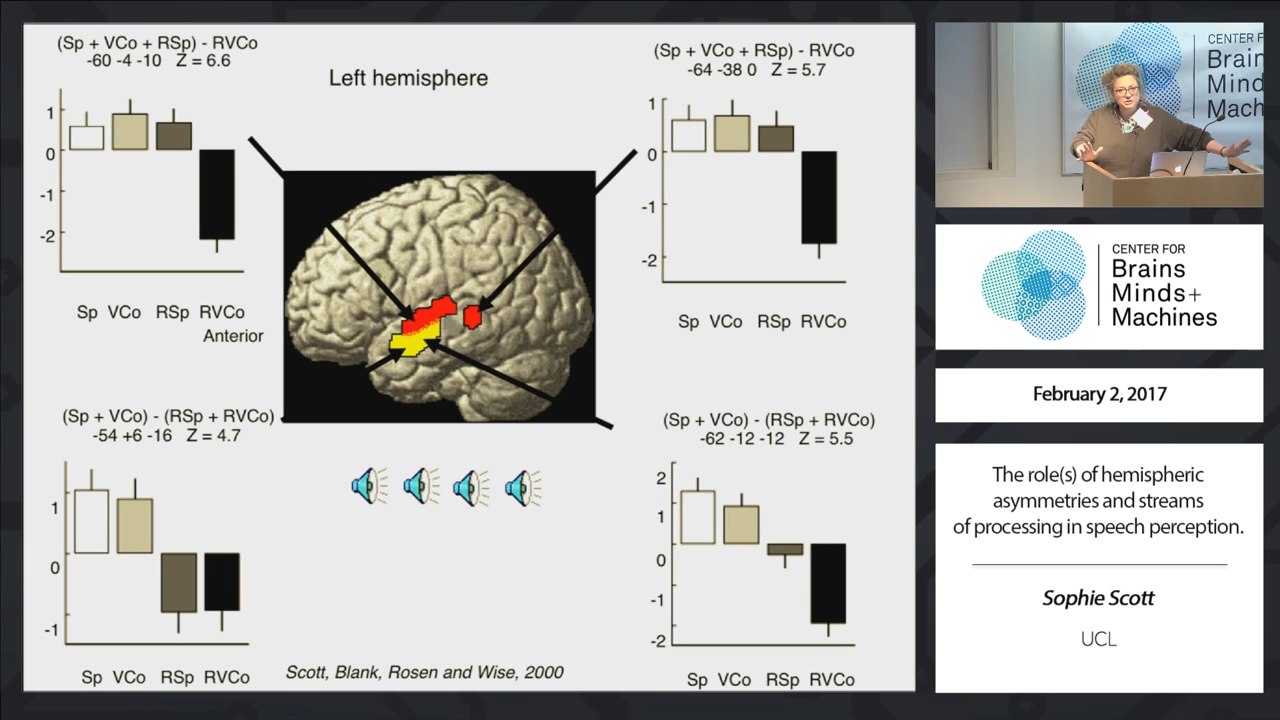 (Sp + VCo + RSp) - RVCo
-60 -4 -10 Z = 6.6
1
0
-1
-2
Sp VCo RSp RVCo
Anterior
Left hemisphere
(Sp + VCo + RSp) - RVCo
-64 -38 0 Z = 5.7
1
0
-1
-2
Sp VCo RSp RVCo
(Sp + VCo) - (RSp + RVCo)
-54 +6 -16 Z = 4.7
1
0
-1
Sp VCo RSp RVCo
(Sp + VCo) - (RSp + RVCo)
-62 -12 -12 Z = 5.5
2
1
0
-1
-2
Sp VCo RSp RVCo
Scott, Blank, Rosen and Wise, 2000
CENTER F
Brains
Mind
Mach
CENTER FOR
Brains
Minds+
Machines
February 2, 2017
The role(s) of hemispheric
asymmetries and streams
of processing in speech perception.
Sophie Scott
UCL